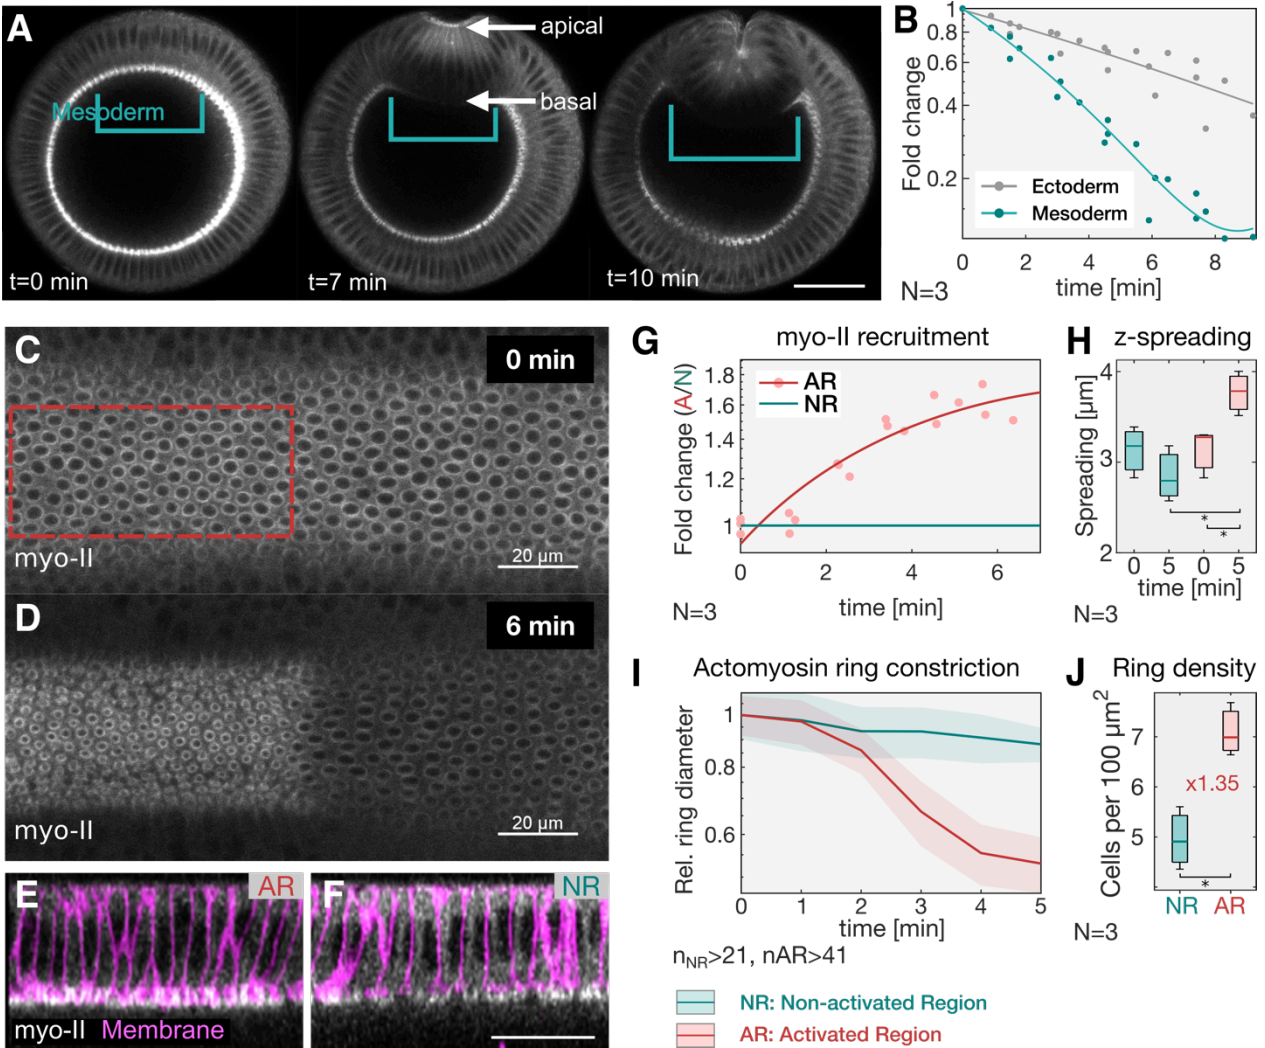 A
apical
basal
Mesoderm
t=0 min
t=7 min
t=10 min
B
Fold change
1
0.8
0.6
0.4
0.2
Ectoderm
Mesoderm
0 2 4 6 8
time [min]
N=3
C
0 min
myo-II
20 µm
D
6 min
myo-II
20 µm
E
AR
F
NR
myo-II Membrane
G
myo-II recruitment
Fold change (A/N)
1.8
1.6
1.4
1.2
1
AR
NR
0 2 4 6
time [min]
N=3
H
z-spreading
Spreading [µm]
4
3
2
*
*
0 5 0 5
time [min]
N=3
I
Actomyosin ring constriction
Rel. ring diameter
1
0.8
0.6
0 1 2 3 4 5
time [min]
nNR>21, nAR>41
J
Ring density
Cells per 100 µm²
7
6
5
x1.35
*
NR AR
N=3
NR: Non-activated Region
AR: Activated Region